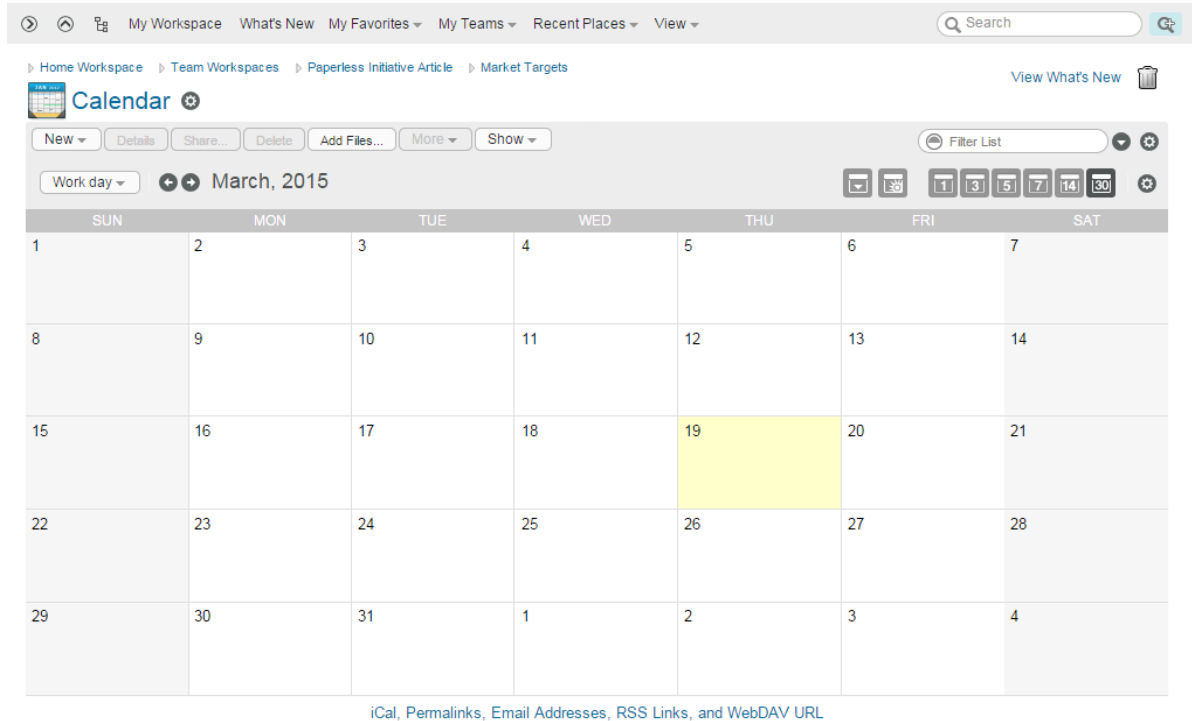 My Workspace What's New My Favorites My Teams Recent Places View Search
Home Workspace Team Workspaces Paperless Initiative Article Market Targets
View What's New
JAN 2012
Calendar
New Details Share... Delete Add Files... More Show Filter List
Work day March, 2015 1 3 5 7 14 30
SUN MON TUE WED THU FRI SAT
1 2 3 4 5 6 7
8 9 10 11 12 13 14
15 16 17 18 19 20 21
22 23 24 25 26 27 28
29 30 31 1 2 3 4
iCal, Permalinks, Email Addresses, RSS Links, and WebDAV URL